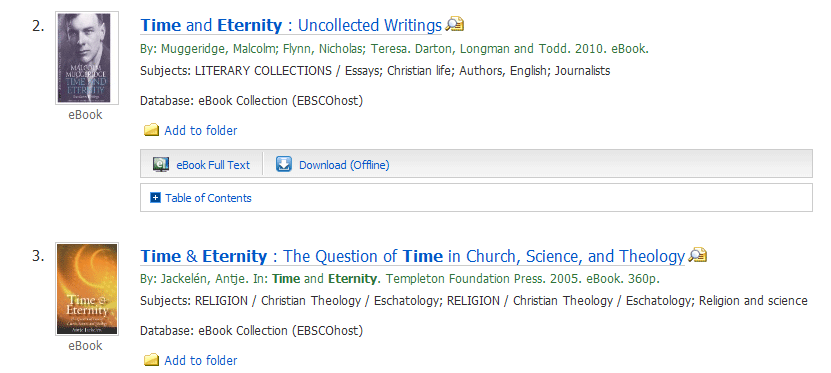 2.
Time and Eternity : Uncollected Writings
By: Muggeridge, Malcolm; Flynn, Nicholas; Teresa. Darton, Longman and Todd. 2010. eBook.
Subjects: LITERARY COLLECTIONS / Essays; Christian life; Authors, English; Journalists
MALCOLM
MUGGERIDGE
TIME AND
ETERNITY
Database: eBook Collection (EBSCOhost)
eBook
Add to folder
eBook Full Text Download (Offline)
Table of Contents
3.
Time & Eternity : The Question of Time in Church, Science, and Theology
By: Jackelén, Antje. In: Time and Eternity. Templeton Foundation Press. 2005. eBook. 360p.
Subjects: RELIGION / Christian Theology / Eschatology; RELIGION / Christian Theology / Eschatology; Religion and science
Time &
Eternity
Antje Jackelén
Database: eBook Collection (EBSCOhost)
eBook
Add to folder